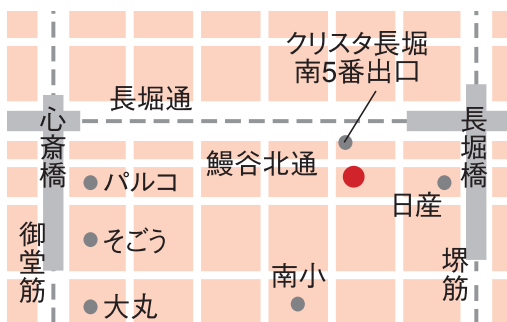 クリスタ長堀
南5番出口
長堀通
心斎橋
長堀橋
鰻谷北通
パルコ
日産
御堂筋
そごう
堺筋
南小
大丸